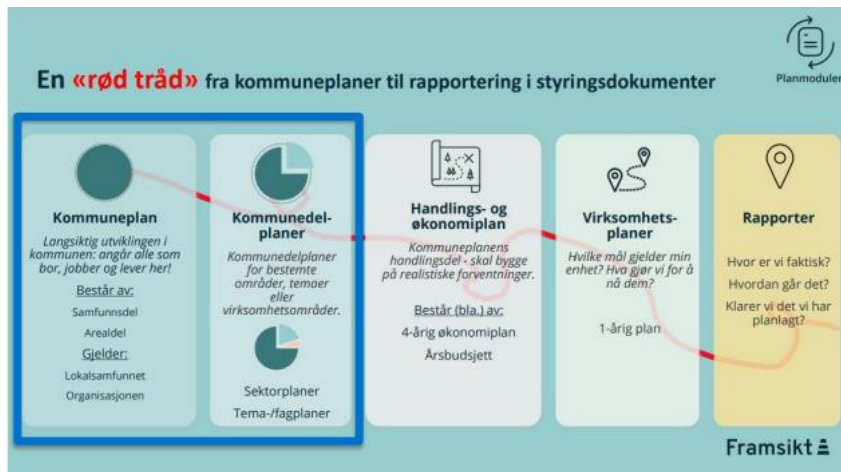 Planmoduler
En «rød tråd» fra kommuneplaner til rapportering i styringsdokumenter
Kommuneplan
Langsiktig utviklingen i
kommunen: angår alle som
bor, jobber og lever her!
Består av:
Samfunnsdel
Arealdel
Gjelder:
Lokalsamfunnet
Organisasjonen
Kommunedel-
planer
Kommunedelplaner
for bestemte
områder, temaer
eller
virksomhetsområder.
Sektorplaner
Tema-/fagplaner
Handlings- og
økonomiplan
Kommuneplanens
handlingsdel - skal bygge
på realistiske forventninger.
Består (bla.) av:
4-årig økonomiplan
Årsbudsjett
Virksomhets-
planer
Hvilke mål gjelder min
enhet? Hva gjør vi for å
nå dem?
1-årig plan
Rapporter
Hvor er vi faktisk?
Hvordan går det?
Klarer vi det vi har
planlagt?
Framsikt